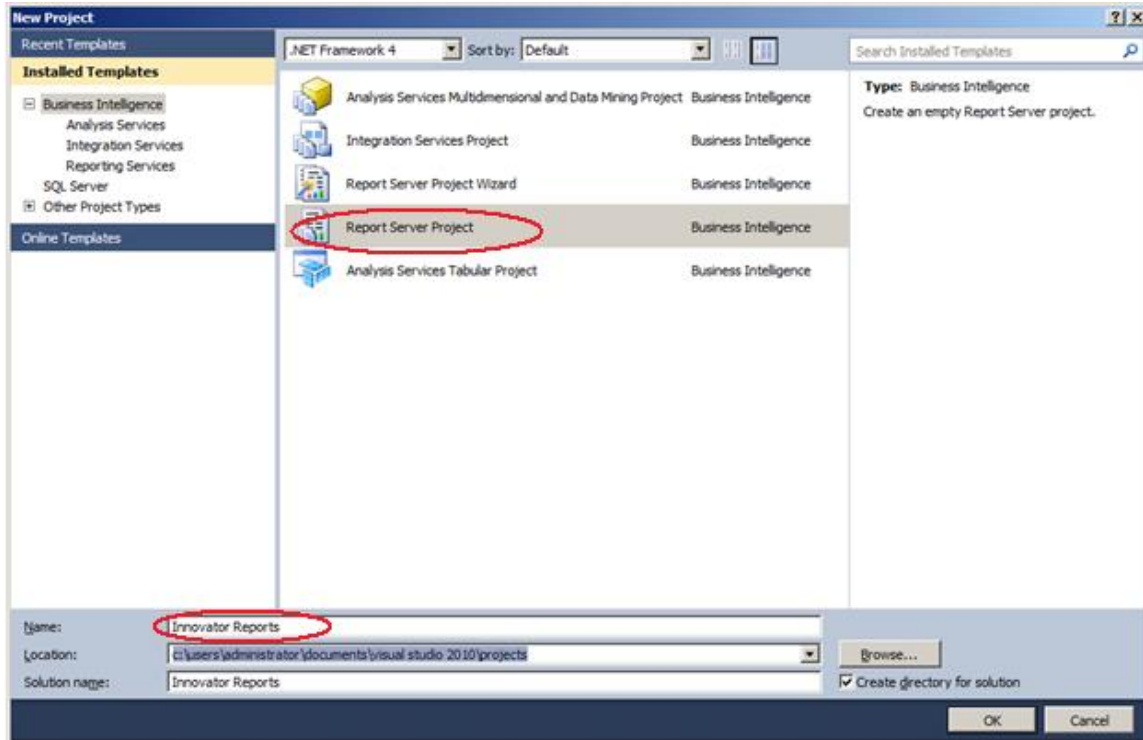 New Project
Recent Templates
Installed Templates
Business Intelligence
Analysis Services
Integration Services
Reporting Services
SQL Server
Other Project Types
Online Templates
.NET Framework 4 Sort by: Default
Analysis Services Multidimensional and Data Mining Project Business Intelligence
Integration Services Project Business Intelligence
Report Server Project Wizard Business Intelligence
Report Server Project Business Intelligence
Analysis Services Tabular Project Business Intelligence
Search Installed Templates
Type: Business Intelligence
Create an empty Report Server project.
Name: Innovator Reports
Location: c:\users\administrator\documents\visual studio 2010\projects
Browse...
Solution name: Innovator Reports
Create directory for solution
OK Cancel